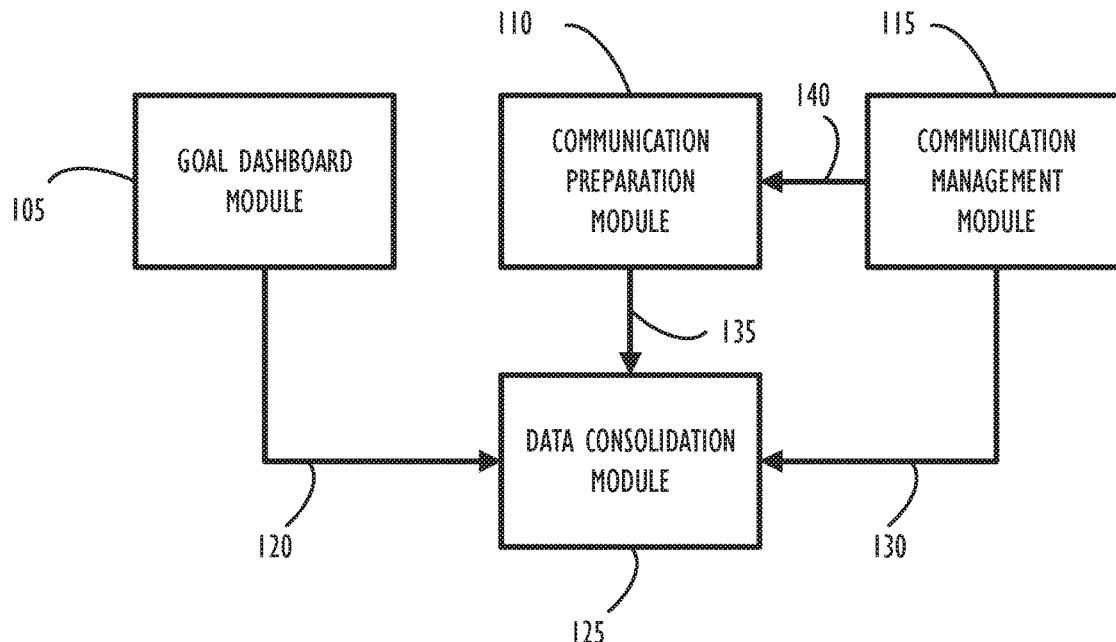 110
115
140
GOAL DASHBOARD
MODULE
COMMUNICATION
PREPARATION
MODULE
COMMUNICATION
MANAGEMENT
MODULE
105
135
DATA CONSOLIDATION
MODULE
120
130
125